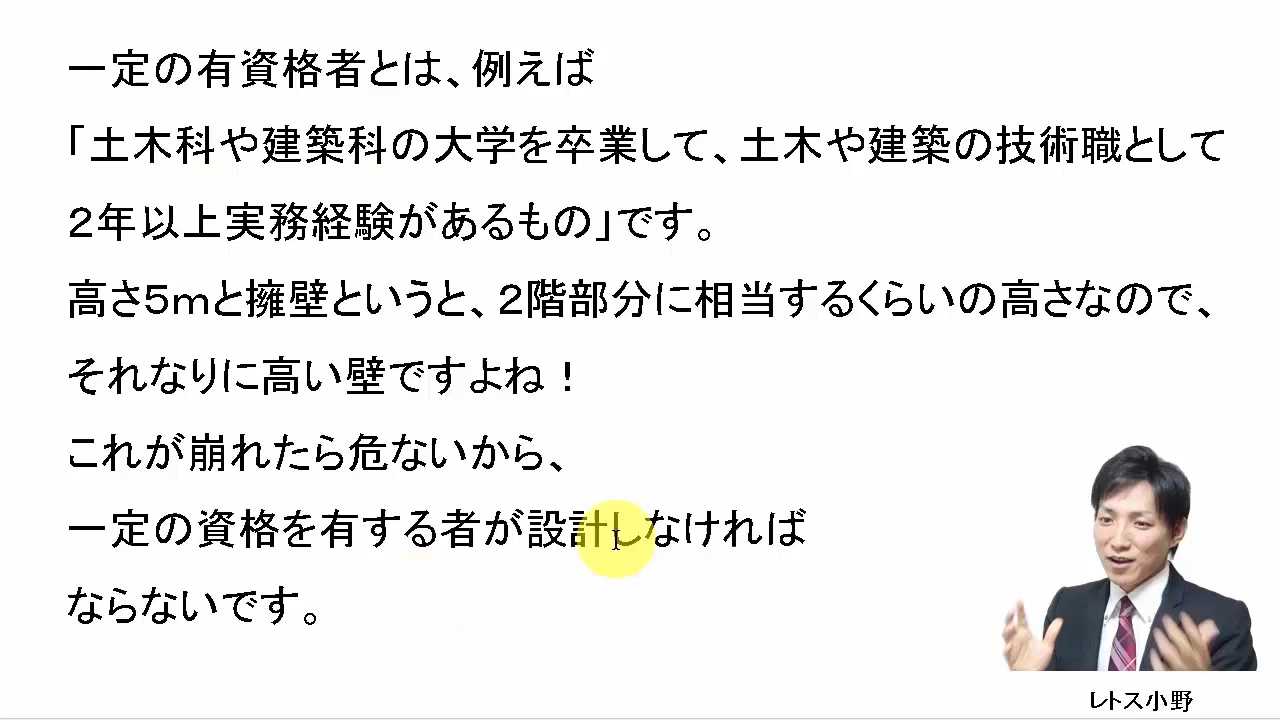 一定の有資格者とは、例えば
「土木科や建築科の大学を卒業して、土木や建築の技術職として
２年以上実務経験があるもの」です。
高さ５ｍと擁壁というと、２階部分に相当するくらいの高さなので、
それなりに高い壁ですよね！
これが崩れたら危ないから、
一定の資格を有する者が設計しなければ
ならないです。
レトス小野